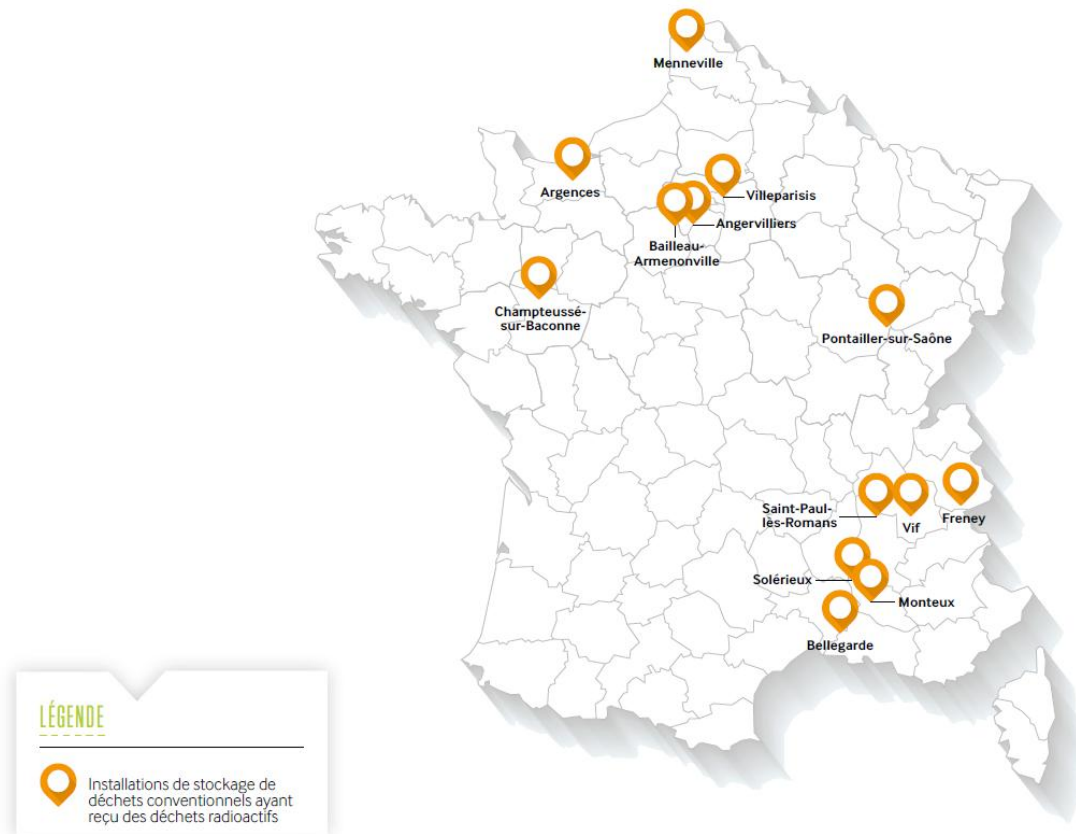 Menneville
Argences
Villeparisis
Angervilliers
Bailleau-
Armenonville
Champteussé-
sur-Baconne
Pontailler-sur-Saône
Saint-Paul-
lès-Romans
Vif
Freney
Solérieux
Monteux
Bellegarde
LÉGENDE
Installations de stockage de
déchets conventionnels ayant
reçu des déchets radioactifs